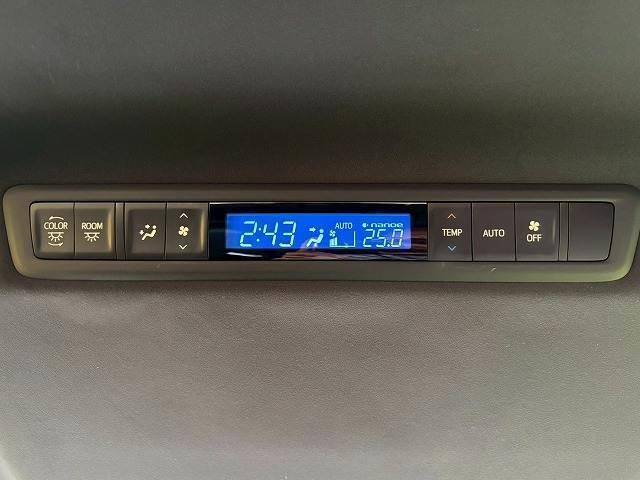 COLOR
ROOM
2:43
AUTO
nanoe
25.0
TEMP
AUTO
OFF